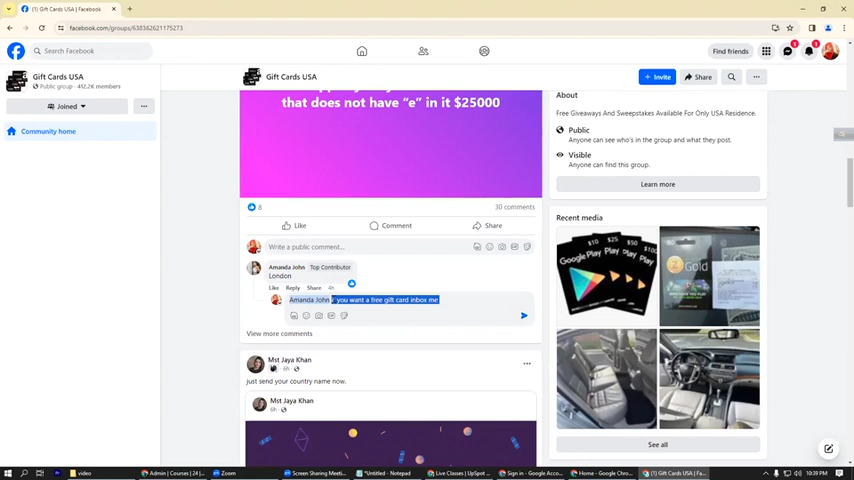 (1) Gift Cards USA | Facebook
facebook.com/groups/638362621175273
Search Facebook
Find friends
Gift Cards USA
Public group · 412.2K members
Joined
Community home
Gift Cards USA
Invite
Share
that does not have "e" in it $25000
8
30 comments
Like
Comment
Share
Write a public comment...
Amanda John Top Contributor
London
Like Reply Share 4h
Amanda John if you want a free gift card inbox me
View more comments
Mst Jaya Khan
6h
just send your country name now.
Mst Jaya Khan
6h
About
Free Giveaways And Sweepstakes Available For Only USA Residence.
Public
Anyone can see who's in the group and what they post.
Visible
Anyone can find this group.
Learn more
Recent media
$10 $25 $50
Google Play
Gold
See all
video
Admin | Courses | 24 |...
Zoom
Screen Sharing Meeti...
*Untitled - Notepad
Live Classes | UpSpot ...
Sign in - Google Acco...
Home - Google Chro...
Gift Cards USA | Fa...
10:39 PM